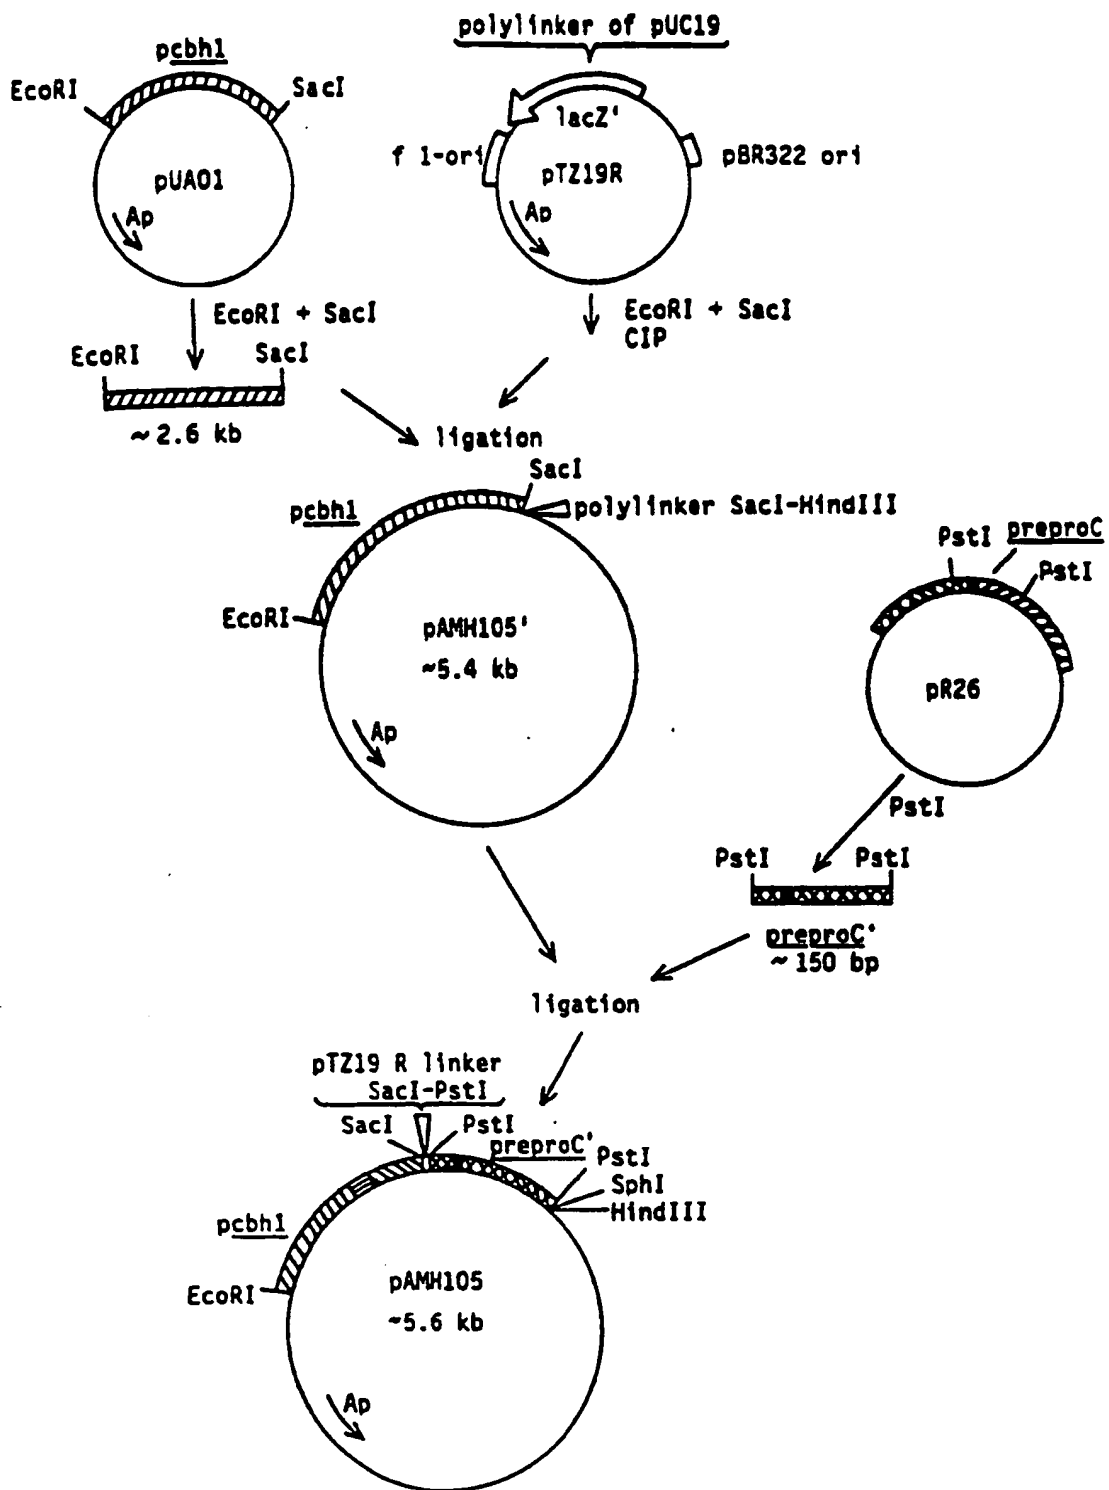 polylinker of pUC19
pcbh1
EcoRI
SacI
lacZ'
f I-ori
pBR322 ori
pUA01
pTZ19R
Ap
Ap
EcoRI + SacI
EcoRI + SacI
CIP
EcoRI
SacI
~2.6 kb
ligation
SacI
polylinker SacI-HindIII
pcbh1
PstI
preproC
PstI
EcoRI
pAMH105'
~5.4 kb
pR26
Ap
PstI
PstI
PstI
preproC'
~150 bp
ligation
pTZ19 R linker
SacI-PstI
SacI
PstI
preproC'
PstI
SphI
HindIII
pcbh1
EcoRI
pAMH105
~5.6 kb
Ap